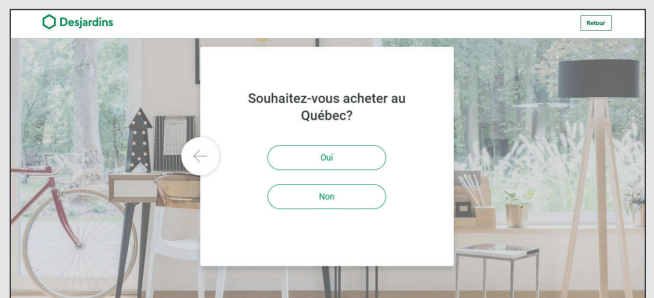 Desjardins
Retour
Souhaitez-vous acheter au
Québec?
Oui
Non